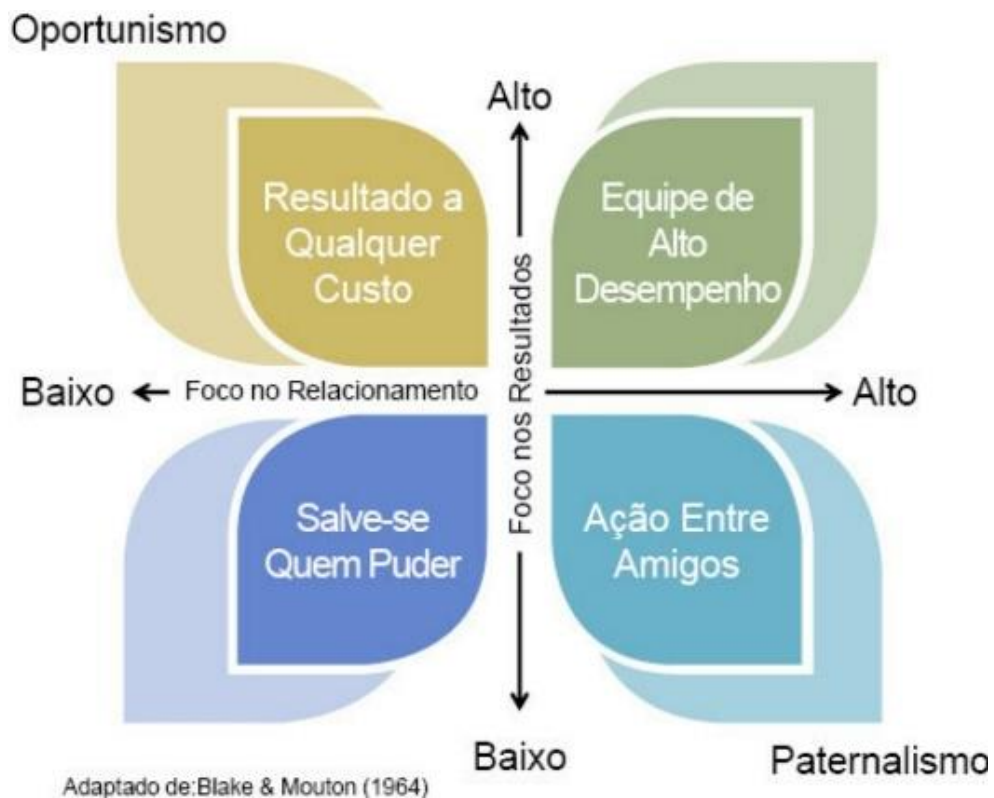 Oportunismo
Alto
Resultado a
Qualquer
Custo
Equipe de
Alto
Desempenho
Baixo
Foco no Relacionamento
Foco nos Resultados
Alto
Salve-se
Quem Puder
Ação Entre
Amigos
Baixo
Paternalismo
Adaptado de:Blake & Mouton (1964)